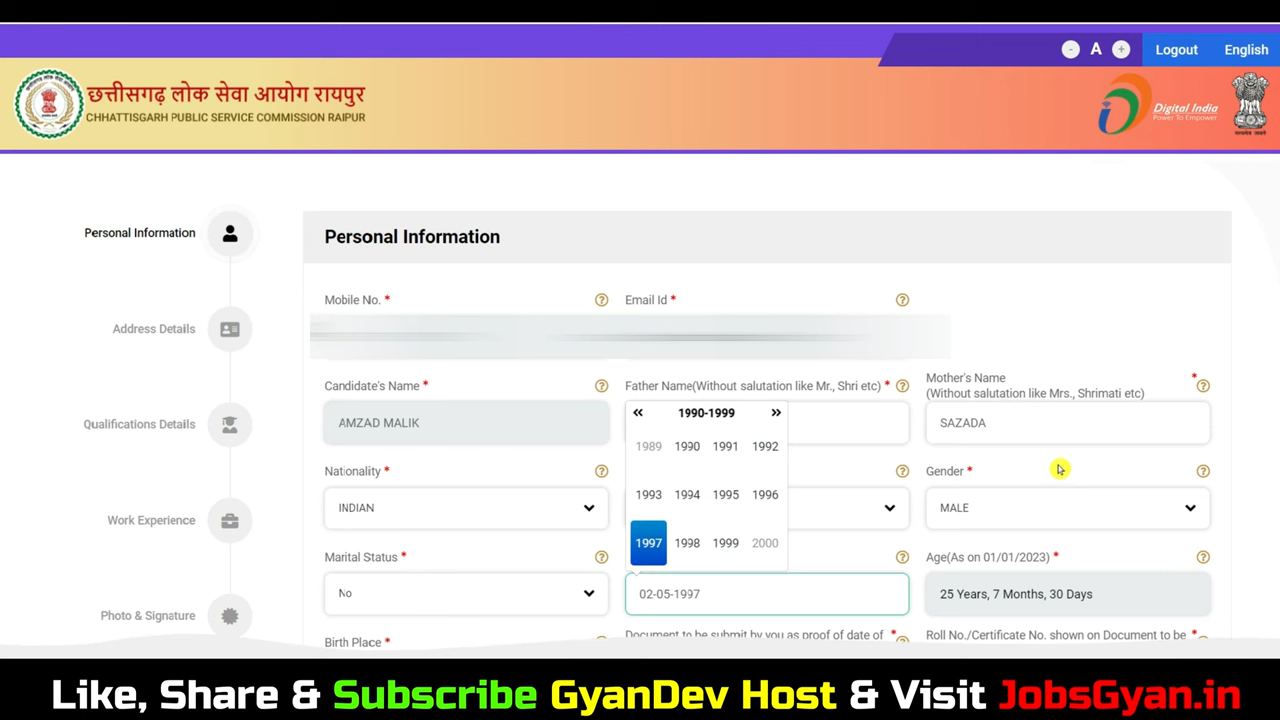 - A + Logout English
छत्तीसगढ़ लोक सेवा आयोग रायपुर
CHHATTISGARH PUBLIC SERVICE COMMISSION RAIPUR
Digital India
Power To Empower
Personal Information
Address Details
Qualifications Details
Work Experience
Photo & Signature
Personal Information
Mobile No. * ?
Email Id * ?
Candidate's Name * ?
AMZAD MALIK
Father Name(Without salutation like Mr., Shri etc) * ?
Mother's Name * ?
(Without salutation like Mrs., Shrimati etc)
SAZADA
« 1990-1999 »
1989 1990 1991 1992
1993 1994 1995 1996
1997 1998 1999 2000
Nationality * ?
INDIAN
?
Gender * ?
MALE
Marital Status * ?
No
?
02-05-1997
Age(As on 01/01/2023) * ?
25 Years, 7 Months, 30 Days
Birth Place *
Document to be submit by you as proof of date of *
Roll No./Certificate No. shown on Document to be *
Like, Share & Subscribe GyanDev Host & Visit JobsGyan.in